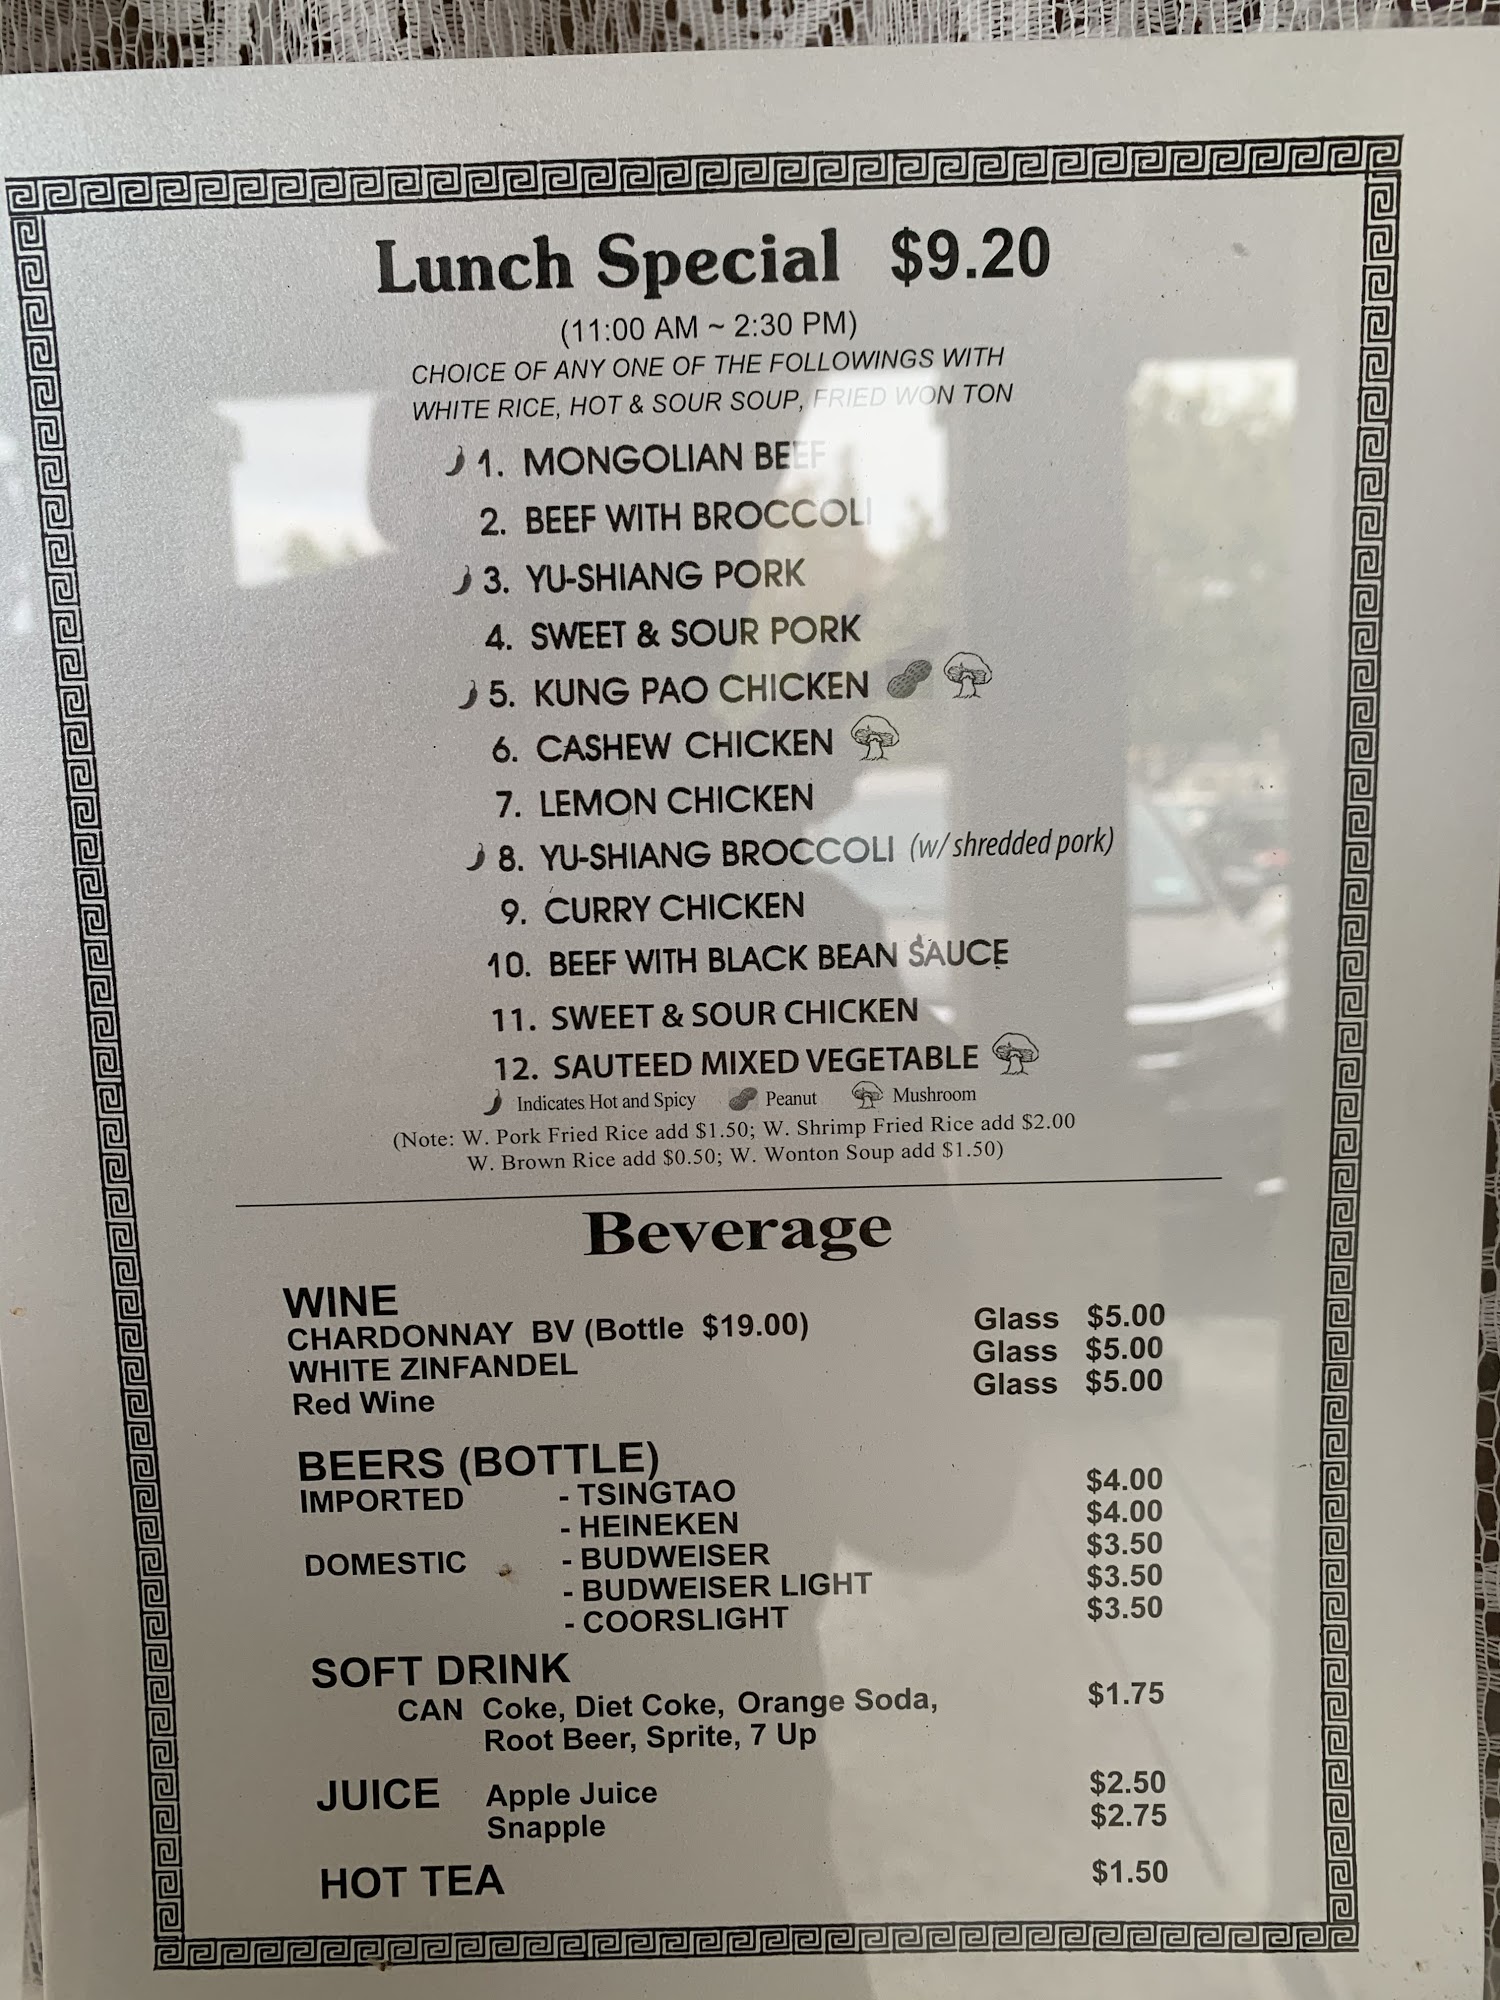 Lunch Special $9.20
(11:00 AM ~ 2:30 PM)
CHOICE OF ANY ONE OF THE FOLLOWINGS WITH
WHITE RICE, HOT & SOUR SOUP, FRIED WON TON
1. MONGOLIAN BEEF
2. BEEF WITH BROCCOLI
3. YU-SHIANG PORK
4. SWEET & SOUR PORK
5. KUNG PAO CHICKEN
6. CASHEW CHICKEN
7. LEMON CHICKEN
8. YU-SHIANG BROCCOLI (w/ shredded pork)
9. CURRY CHICKEN
10. BEEF WITH BLACK BEAN SAUCE
11. SWEET & SOUR CHICKEN
12. SAUTEED MIXED VEGETABLE
Indicates Hot and Spicy Peanut Mushroom
(Note: W. Pork Fried Rice add $1.50; W. Shrimp Fried Rice add $2.00
W. Brown Rice add $0.50; W. Wonton Soup add $1.50)
Beverage
WINE
CHARDONNAY BV (Bottle $19.00) Glass $5.00
WHITE ZINFANDEL Glass $5.00
Red Wine Glass $5.00
BEERS (BOTTLE)
IMPORTED - TSINGTAO $4.00
- HEINEKEN $4.00
DOMESTIC - BUDWEISER $3.50
- BUDWEISER LIGHT $3.50
- COORSLIGHT $3.50
SOFT DRINK
CAN Coke, Diet Coke, Orange Soda, $1.75
Root Beer, Sprite, 7 Up
JUICE Apple Juice $2.50
Snapple $2.75
HOT TEA $1.50